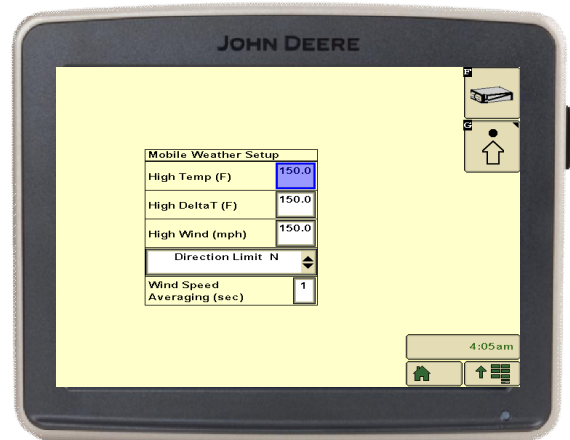 JOHN DEERE
F
G
Mobile Weather Setup
High Temp (F) 150.0
High DeltaT (F) 150.0
High Wind (mph) 150.0
Direction Limit N
Wind Speed
Averaging (sec) 1
4:05am